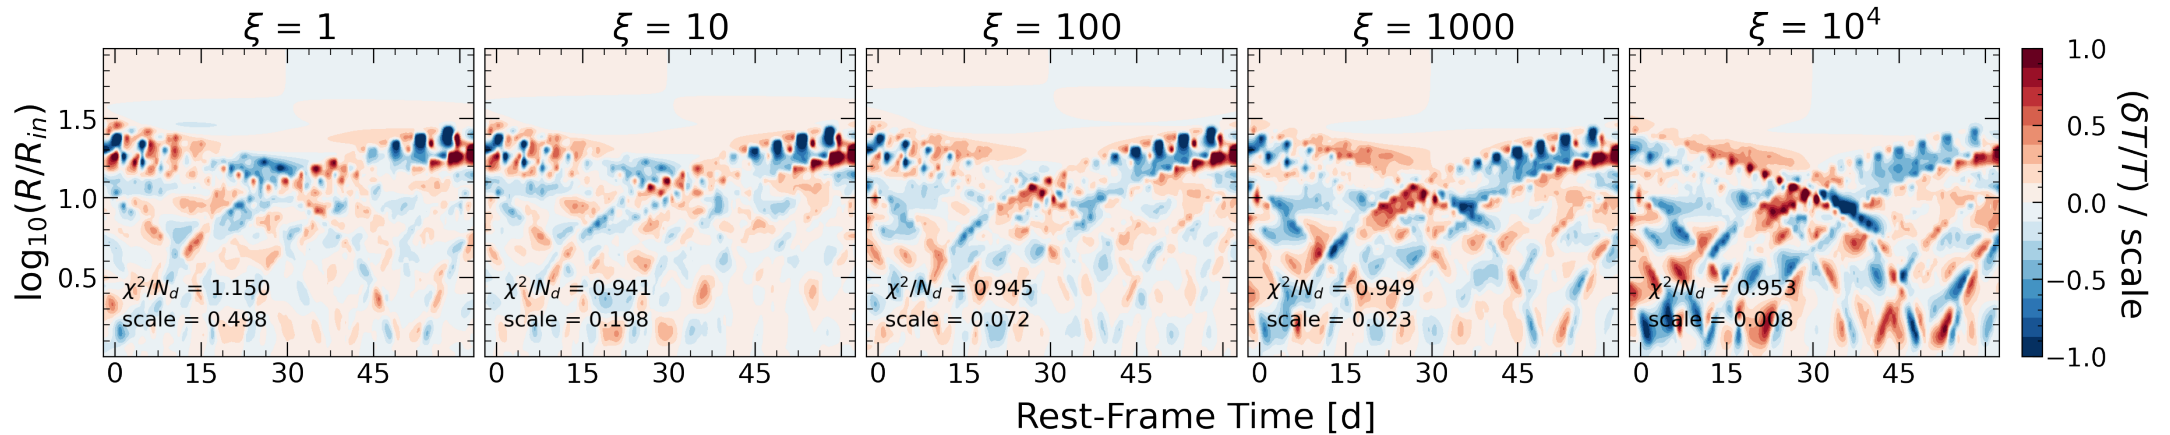 ξ = 1
ξ = 10
ξ = 100
ξ = 1000
ξ = 10⁴
log₁₀(R/R_in)
1.5
1.0
0.5
χ²/N_d = 1.150
scale = 0.498
χ²/N_d = 0.941
scale = 0.198
χ²/N_d = 0.945
scale = 0.072
χ²/N_d = 0.949
scale = 0.023
χ²/N_d = 0.953
scale = 0.008
0 15 30 45
0 15 30 45
0 15 30 45
0 15 30 45
0 15 30 45
Rest-Frame Time [d]
1.0
0.5
0.0
−0.5
−1.0
(δT/T) / scale